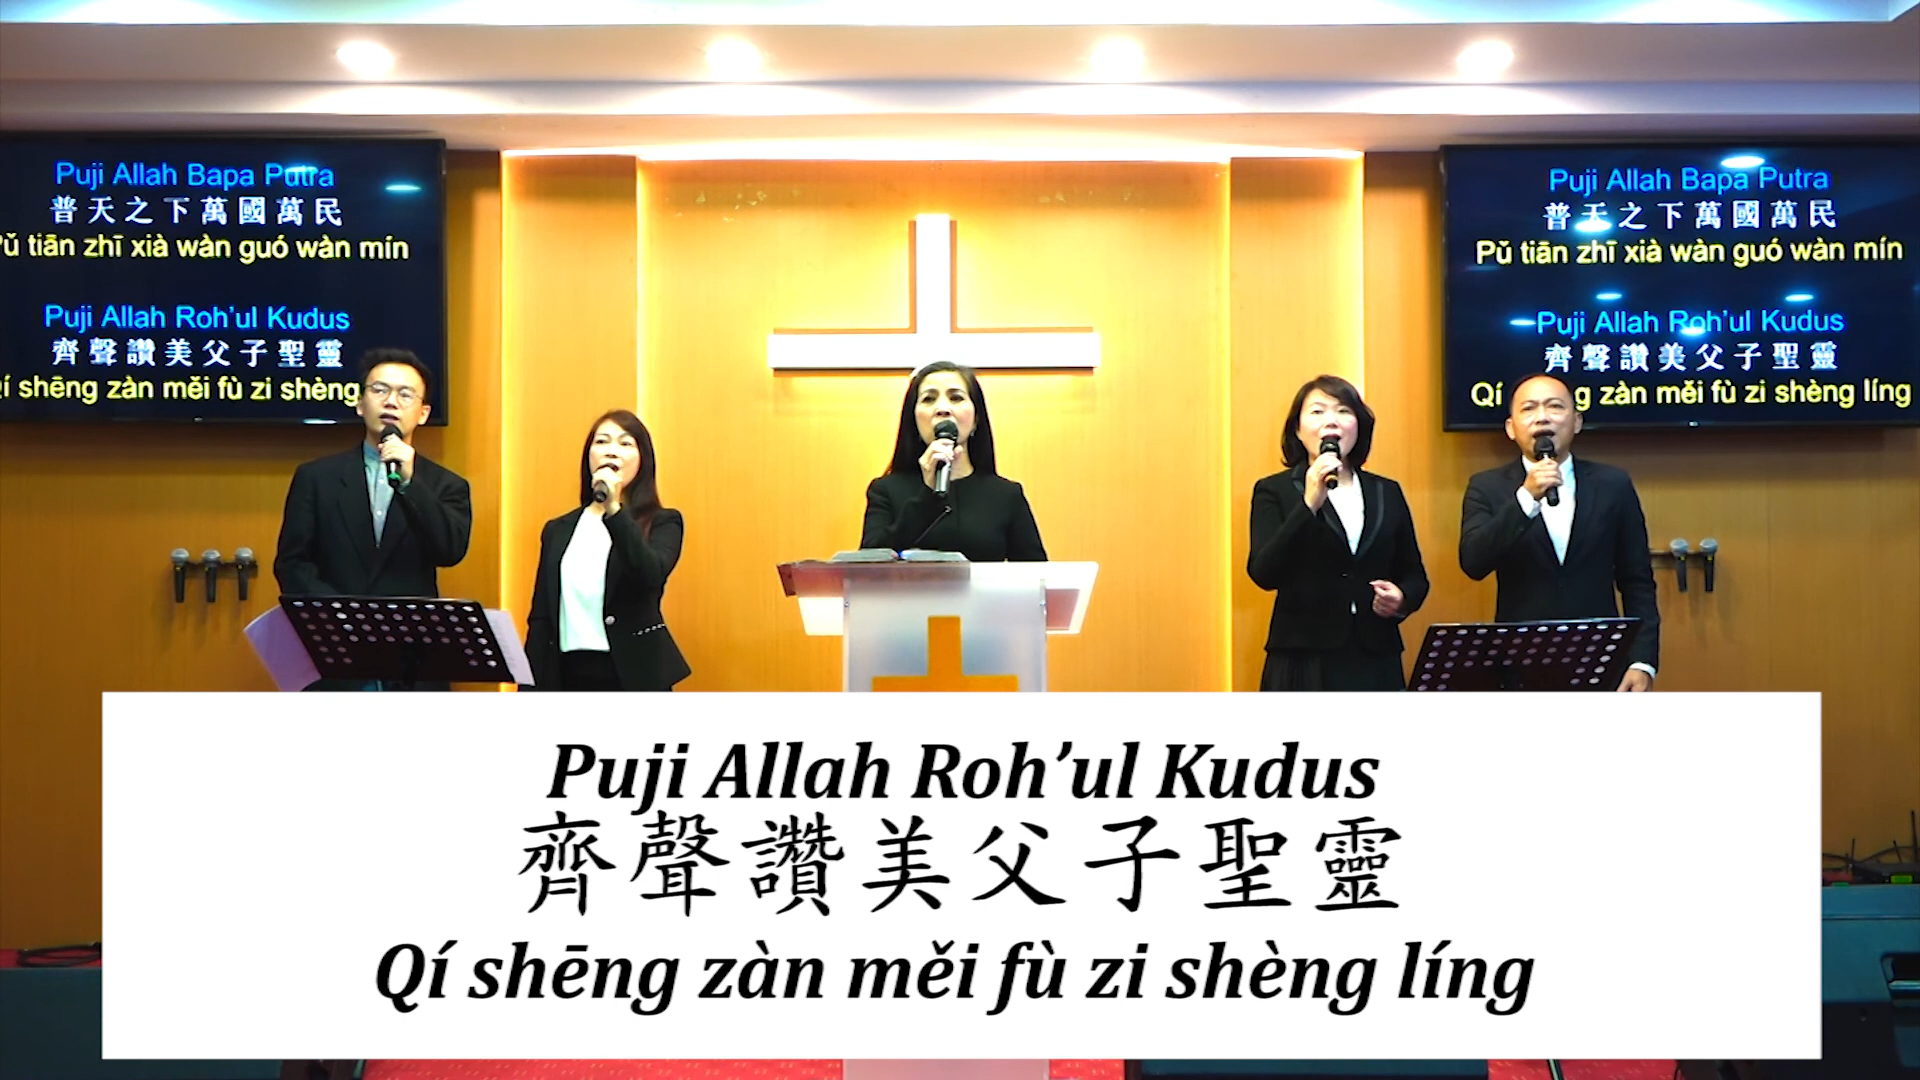 Puji Allah Bapa Putra
普天之下萬國萬民
Pǔ tiān zhī xià wàn guó wàn mín
Puji Allah Roh'ul Kudus
齊聲讚美父子聖靈
Qí shēng zàn měi fù zi shèng
Puji Allah Bapa Putra
普天之下萬國萬民
Pǔ tiān zhī xià wàn guó wàn mín
Puji Allah Roh'ul Kudus
齊聲讚美父子聖靈
Qí g zàn měi fù zi shèng líng
Puji Allah Roh’ul Kudus
齊聲讚美父子聖靈
Qí shēng zàn měi fù zi shèng líng